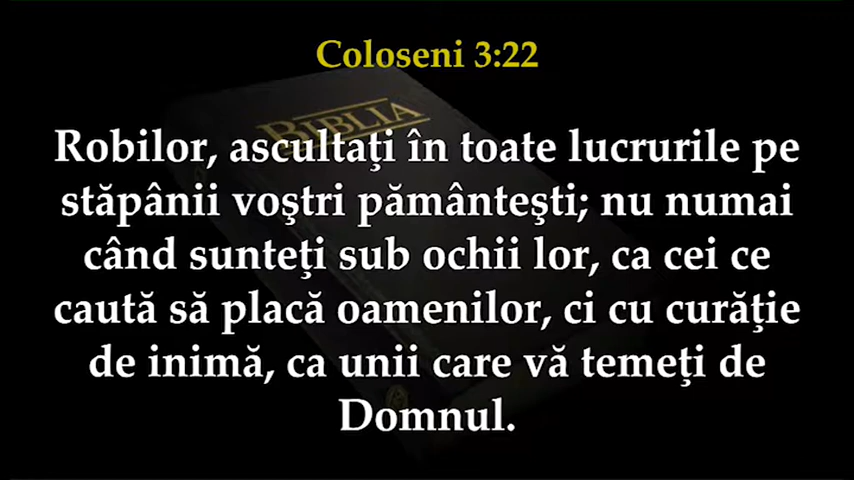 Coloseni 3:22
BIBLIA
Robilor, ascultaţi în toate lucrurile pe
stăpânii voştri pământeşti; nu numai
când sunteţi sub ochii lor, ca cei ce
caută să placă oamenilor, ci cu curăţie
de inimă, ca unii care vă temeţi de
Domnul.